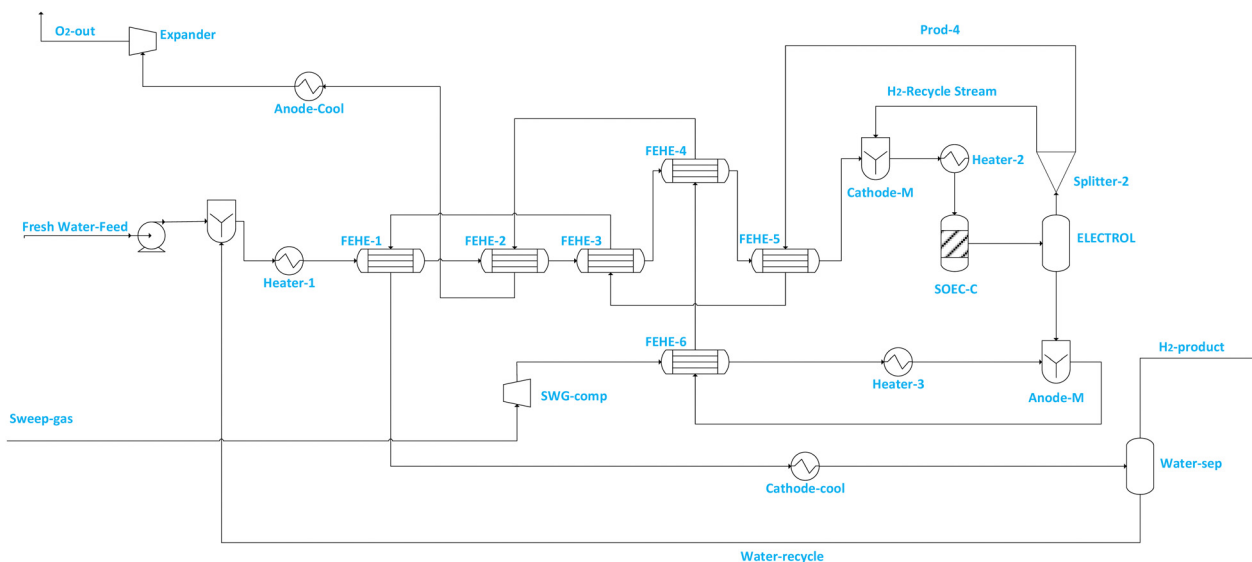 O2-out
Expander
Prod-4
Anode-Cool
H2-Recycle Stream
FEHE-4
Heater-2
Cathode-M
Splitter-2
Fresh Water-Feed
FEHE-1
FEHE-2
FEHE-3
FEHE-5
ELECTROL
Heater-1
SOEC-C
FEHE-6
H2-product
Heater-3
SWG-comp
Anode-M
Sweep-gas
Water-sep
Cathode-cool
Water-recycle